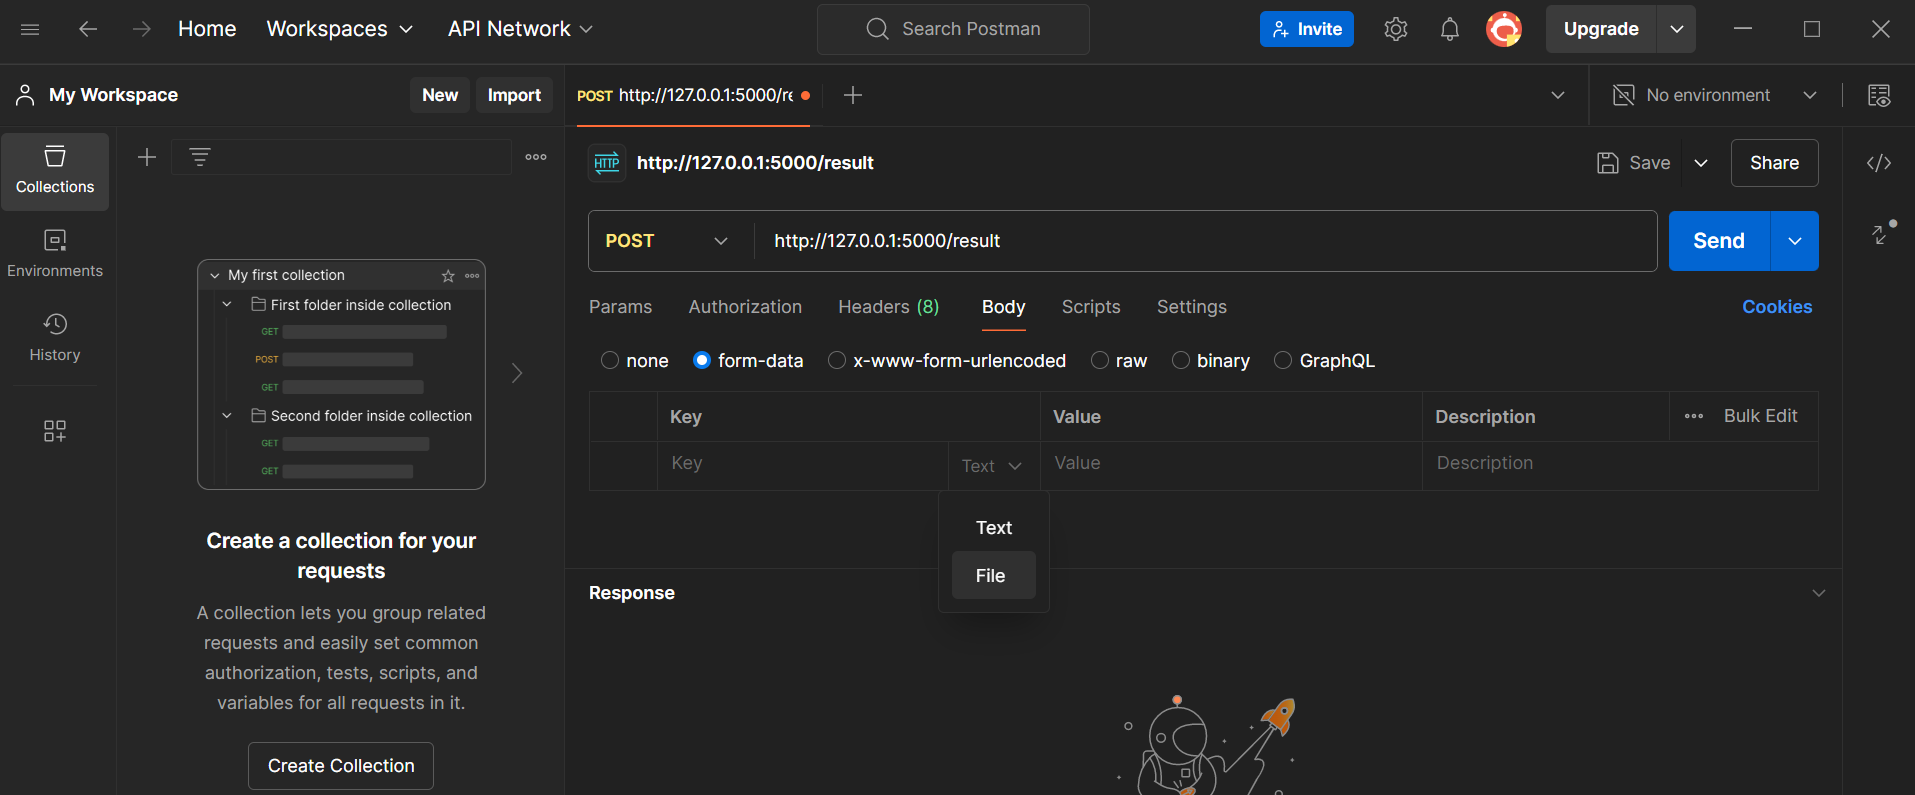 Home Workspaces API Network Search Postman Invite Upgrade
My Workspace New Import POST http://127.0.0.1:5000/re No environment
Collections
Environments
History
My first collection
First folder inside collection
GET
POST
GET
Second folder inside collection
GET
GET
Create a collection for your
requests
A collection lets you group related
requests and easily set common
authorization, tests, scripts, and
variables for all requests in it.
Create Collection
HTTP http://127.0.0.1:5000/result Save Share
POST http://127.0.0.1:5000/result Send
Params Authorization Headers (8) Body Scripts Settings Cookies
none form-data x-www-form-urlencoded raw binary GraphQL
Key Value Description Bulk Edit
Key Text Value Description
Text
File
Response